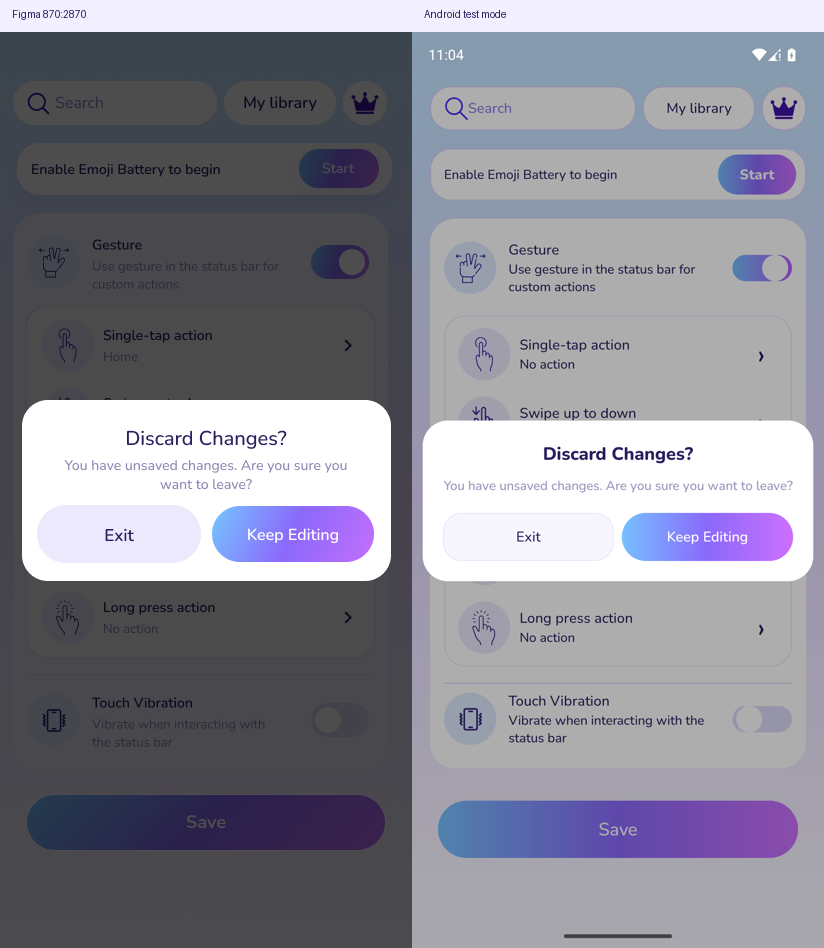 Figma 870:2870
Search
My library
Enable Emoji Battery to begin
Start
Gesture
Use gesture in the status bar for
custom actions
Single-tap action
Home
Discard Changes?
You have unsaved changes. Are you sure you
want to leave?
Exit
Keep Editing
Long press action
No action
Touch Vibration
Vibrate when interacting with
the status bar
Save
Android test mode
11:04
Search
My library
Enable Emoji Battery to begin
Start
Gesture
Use gesture in the status bar for
custom actions
Single-tap action
No action
Swipe up to down
Discard Changes?
You have unsaved changes. Are you sure you want to leave?
Exit
Keep Editing
Long press action
No action
Touch Vibration
Vibrate when interacting with the
status bar
Save